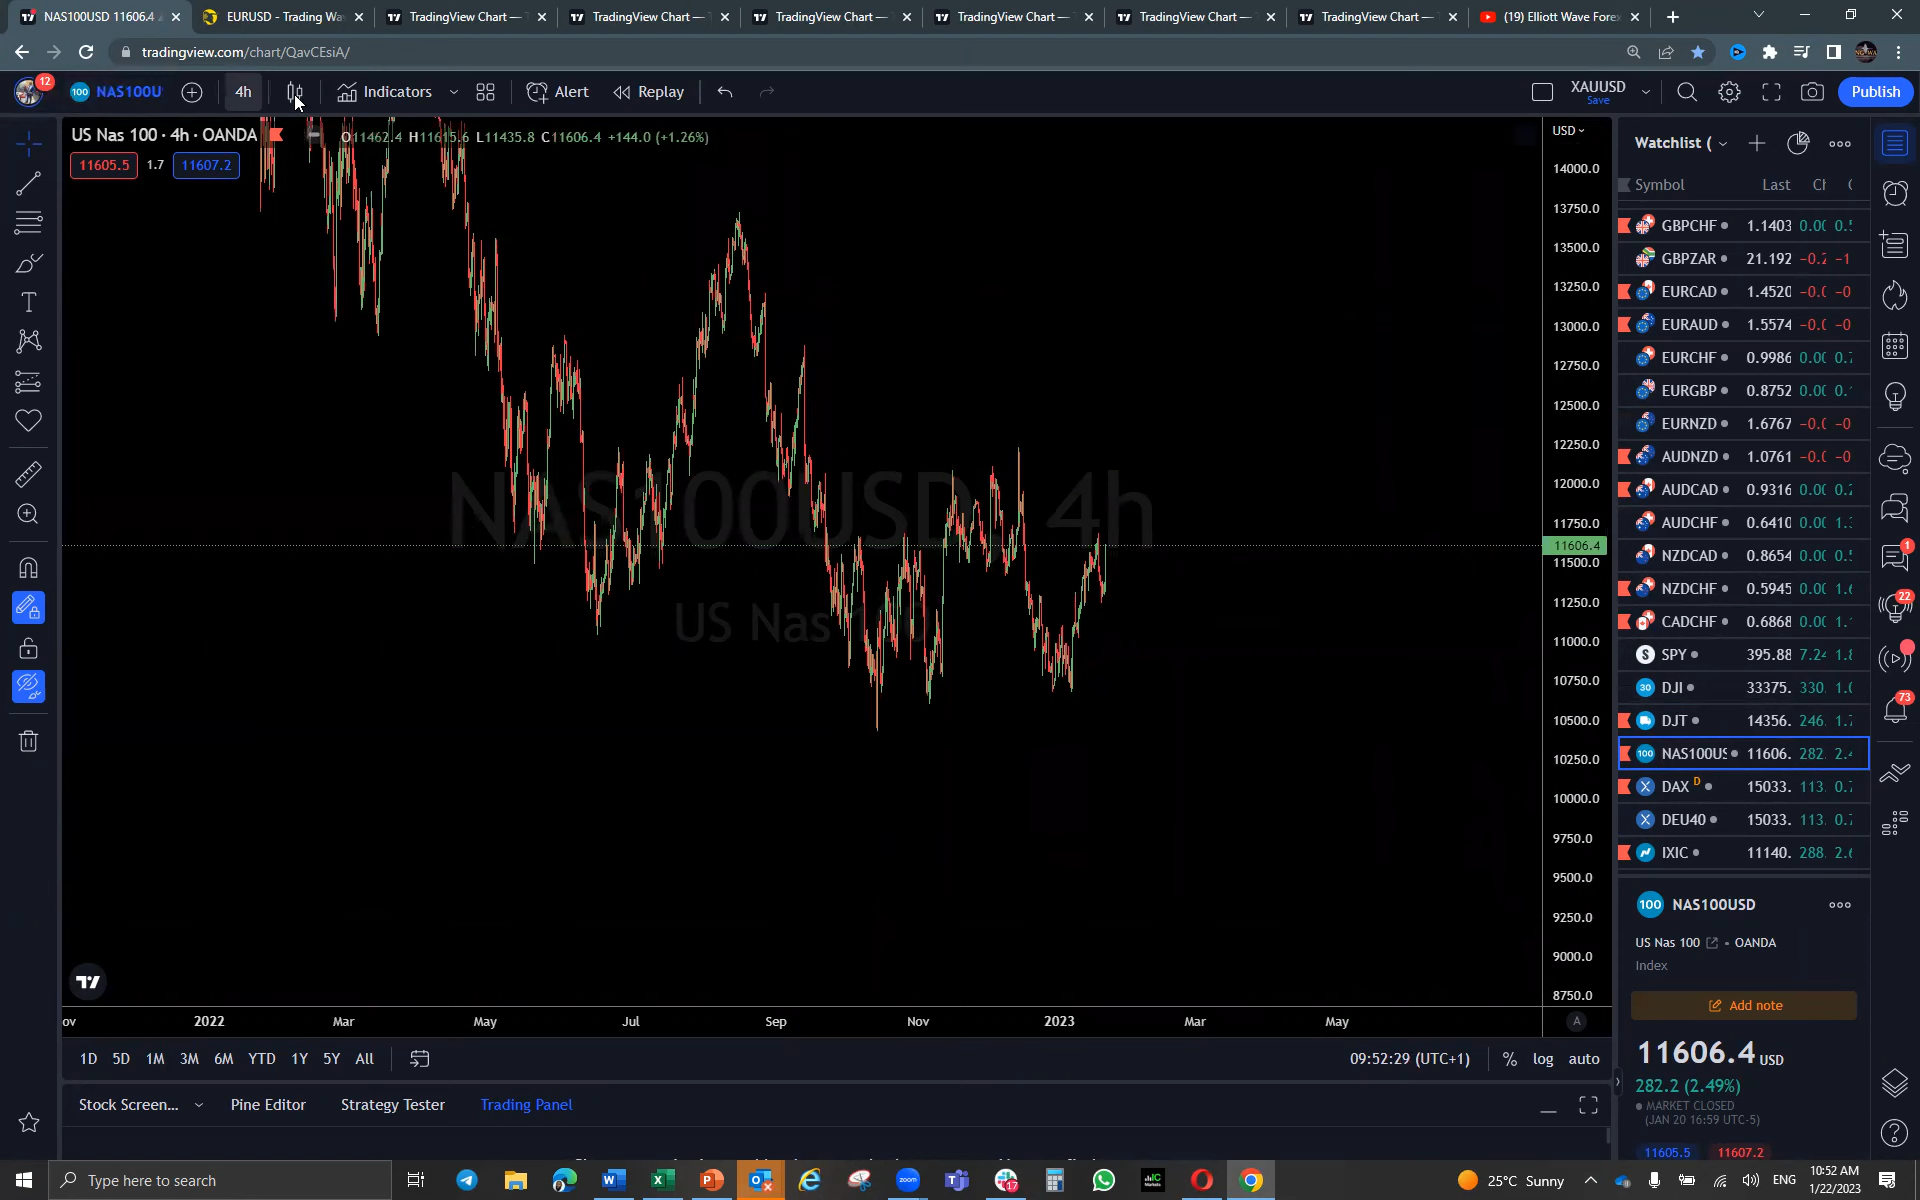 NAS100USD 11606.4
EURUSD - Trading Wa
TradingView Chart —
TradingView Chart —
TradingView Chart —
TradingView Chart —
TradingView Chart —
TradingView Chart —
(19) Elliott Wave Fore
tradingview.com/chart/QavCEsiA/
12
100
NAS100U
4h
Indicators
Alert
Replay
XAUUSD
Save
Publish
US Nas 100 · 4h · OANDA
O11462.4 H11615.6 L11435.8 C11606.4 +144.0 (+1.26%)
11605.5
1.7
11607.2
NAS100USD, 4h
US Nas 100
USD
14000.0
13750.0
13500.0
13250.0
13000.0
12750.0
12500.0
12250.0
12000.0
11750.0
11606.4
11500.0
11250.0
11000.0
10750.0
10500.0
10250.0
10000.0
9750.0
9500.0
9250.0
9000.0
8750.0
ov
2022
Mar
May
Jul
Sep
Nov
2023
Mar
May
A
1D 5D 1M 3M 6M YTD 1Y 5Y All
09:52:29 (UTC+1)
% log auto
Stock Screen...
Pine Editor
Strategy Tester
Trading Panel
Watchlist (
Symbol Last Cł
GBPCHF 1.1403
GBPZAR 21.192
EURCAD 1.4520
EURAUD 1.5574
EURCHF 0.9986
EURGBP 0.8752
EURNZD 1.6767
AUDNZD 1.0761
AUDCAD 0.9316
AUDCHF 0.6410
NZDCAD 0.8654
NZDCHF 0.5945
CADCHF 0.6868
SPY 395.88
DJI 33375.
DJT 14356.
NAS100US 11606.
DAX D 15033.
DEU40 15033.
IXIC 11140.
100 NAS100USD
US Nas 100 - OANDA
Index
Add note
11606.4 USD
282.2 (2.49%)
MARKET CLOSED
(JAN 20 16:59 UTC-5)
11605.5
11607.2
1
22
73
Type here to search
zoom
17
25°C Sunny
ENG
10:52 AM
1/22/2023